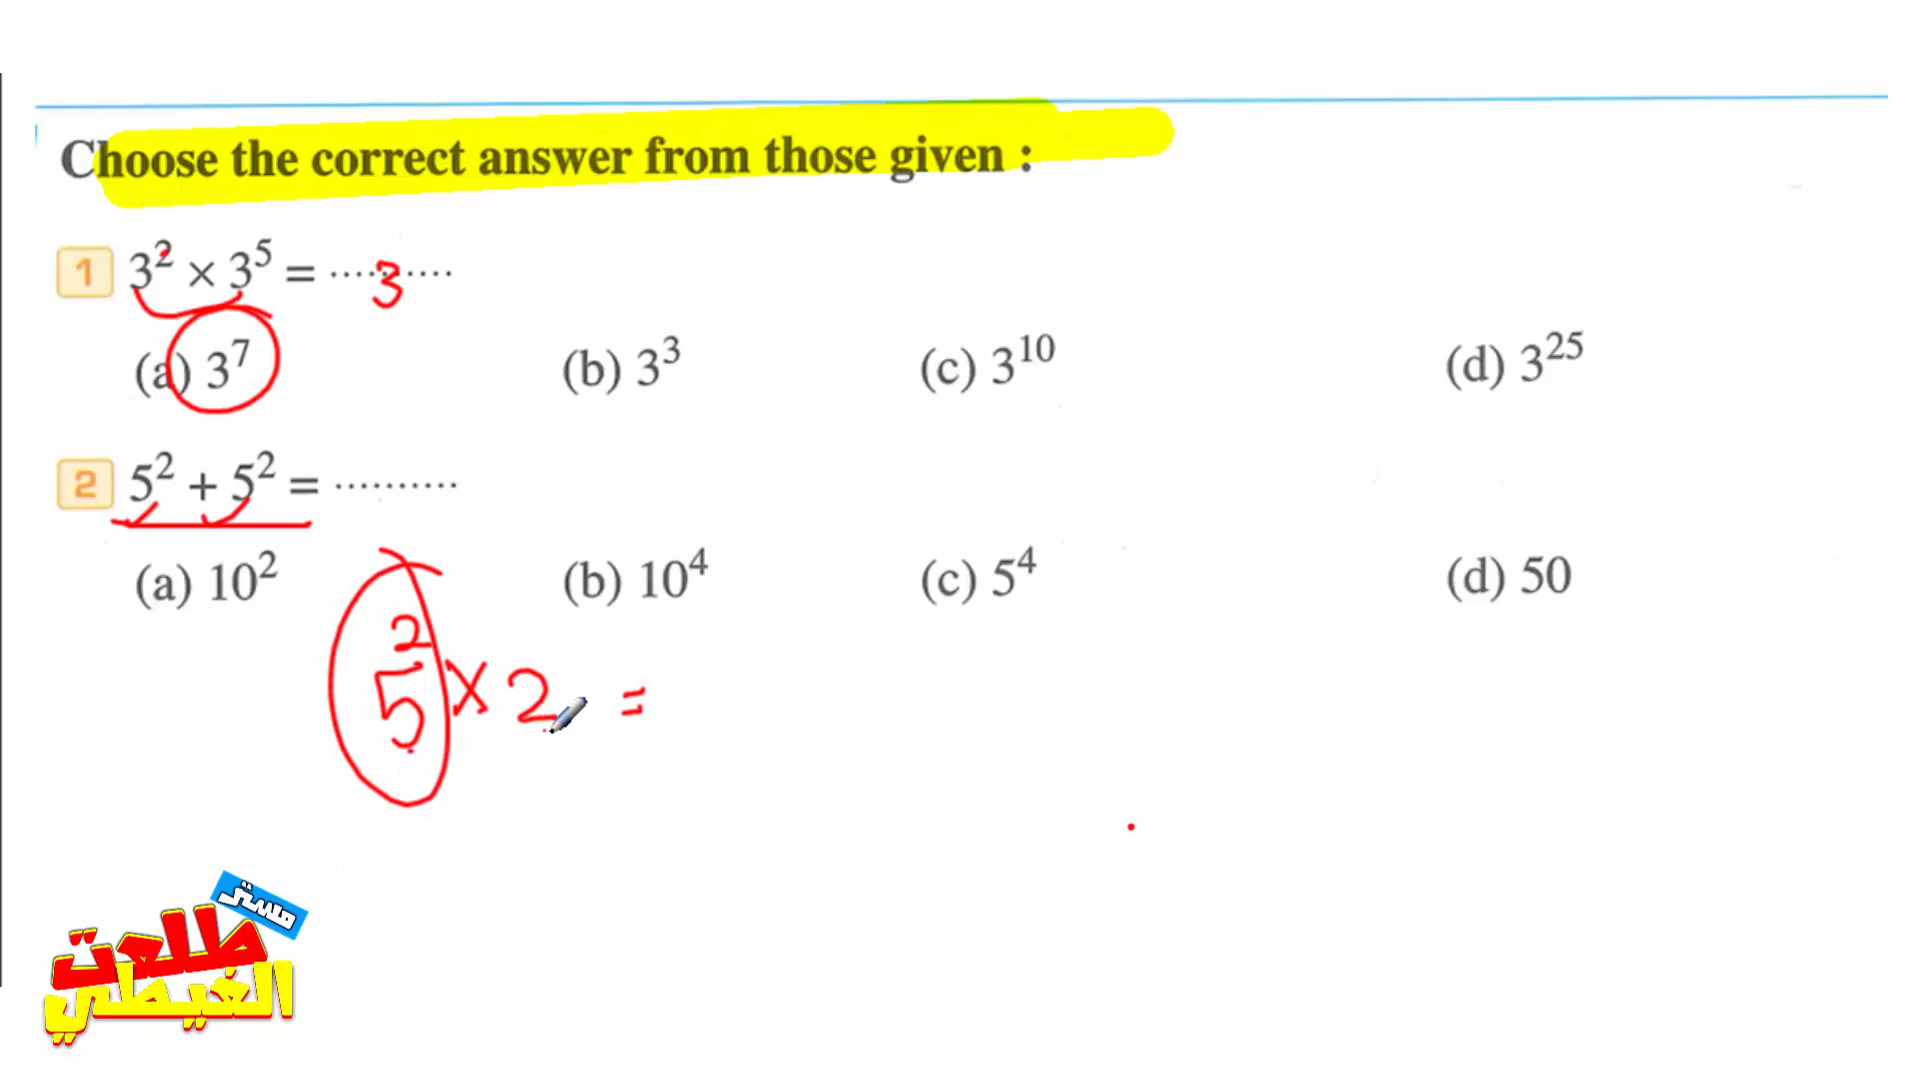 Choose the correct answer from those given :
1 3² × 3⁵ = .......... 3
(a) 3⁷ (b) 3³ (c) 3¹⁰ (d) 3²⁵
2 5² + 5² = ..........
(a) 10² (b) 10⁴ (c) 5⁴ (d) 50
5² × 2 =
مستر
طلعت
الغيطي